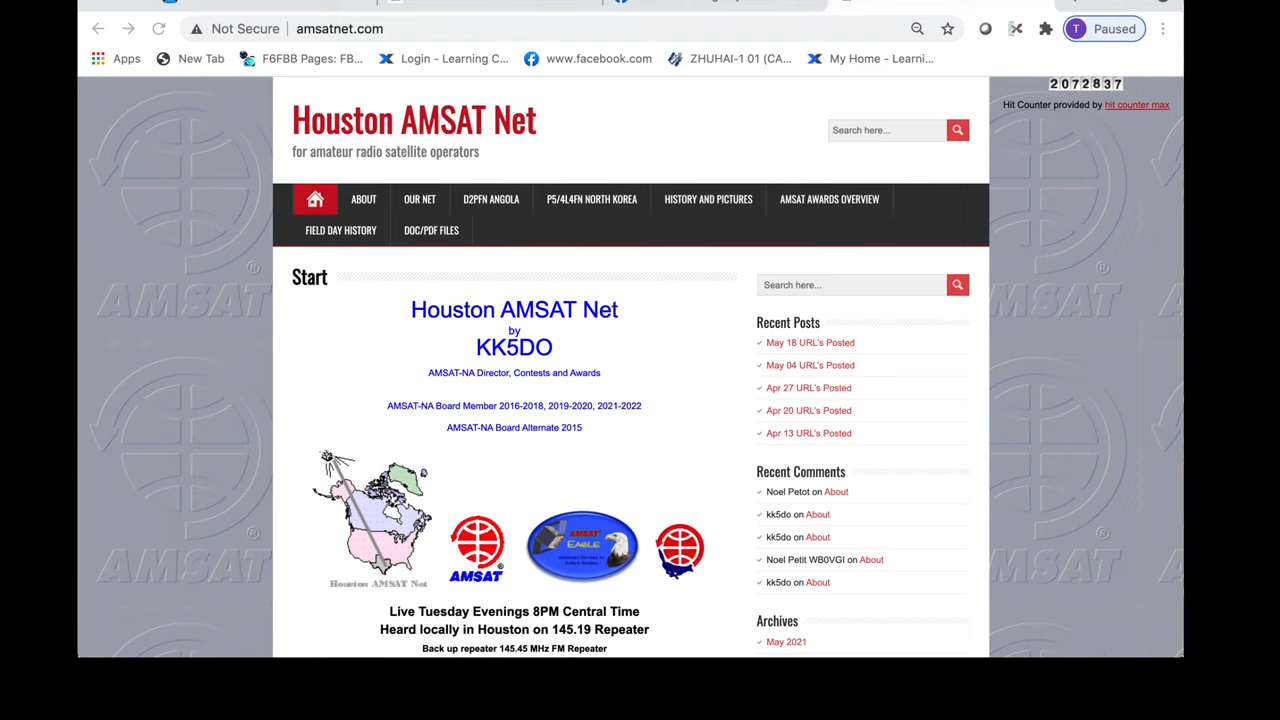 Not Secure
amsatnet.com
Paused
Apps
New Tab
F6FBB Pages: FB...
Login - Learning C...
www.facebook.com
ZHUHAI-1 01 (CA...
My Home - Learni...
2072837
Hit Counter provided by hit counter max
Houston AMSAT Net
for amateur radio satellite operators
Search here...
ABOUT
OUR NET
D2PFN ANGOLA
P5/4L4FN NORTH KOREA
HISTORY AND PICTURES
AMSAT AWARDS OVERVIEW
FIELD DAY HISTORY
DOC/PDF FILES
Start
Houston AMSAT Net
by
KK5DO
AMSAT-NA Director, Contests and Awards
AMSAT-NA Board Member 2016-2018, 2019-2020, 2021-2022
AMSAT-NA Board Alternate 2015
Houston AMSAT Net
AMSAT
AMSAT
EAGLE
Live Tuesday Evenings 8PM Central Time
Heard locally in Houston on 145.19 Repeater
Back up repeater 145.45 MHz FM Repeater
Search here...
Recent Posts
May 18 URL's Posted
May 04 URL's Posted
Apr 27 URL's Posted
Apr 20 URL's Posted
Apr 13 URL's Posted
Recent Comments
Noel Petot on About
kk5do on About
kk5do on About
Noel Petit WB0VGI on About
kk5do on About
Archives
May 2021
AMSAT
AMSAT
AMSAT
AMSAT